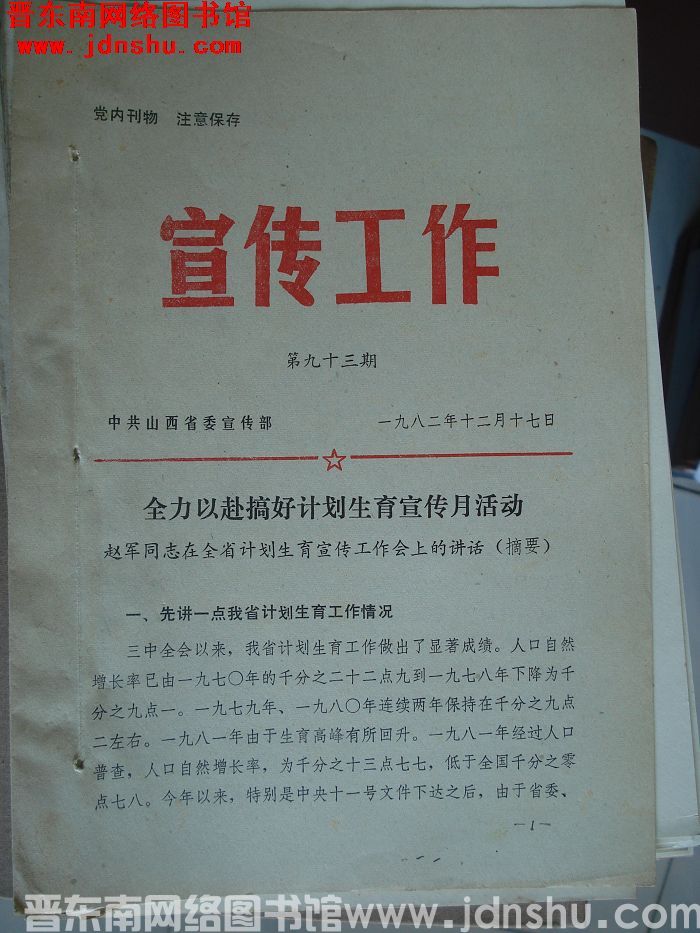 晋东南网络图书馆
www.jdnshu.com
党内刊物　注意保存
宣传工作
第九十三期
中共山西省委宣传部　一九八二年十二月十七日
全力以赴搞好计划生育宣传月活动
赵军同志在全省计划生育宣传工作会上的讲话（摘要）
一、先讲一点我省计划生育工作情况
三中全会以来，我省计划生育工作做出了显著成绩。人口自然
增长率已由一九七〇年的千分之二十二点九到一九七八年下降为千
分之九点一。一九七九年、一九八〇年连续两年保持在千分之九点
二左右。一九八一年由于生育高峰有所回升。一九八一年经过人口
普查，人口自然增长率，为千分之十三点七七，低于全国千分之零
点七八。今年以来，特别是中央十一号文件下达之后，由于省委、
—1—
晋东南网络图书馆www.jdnshu.com